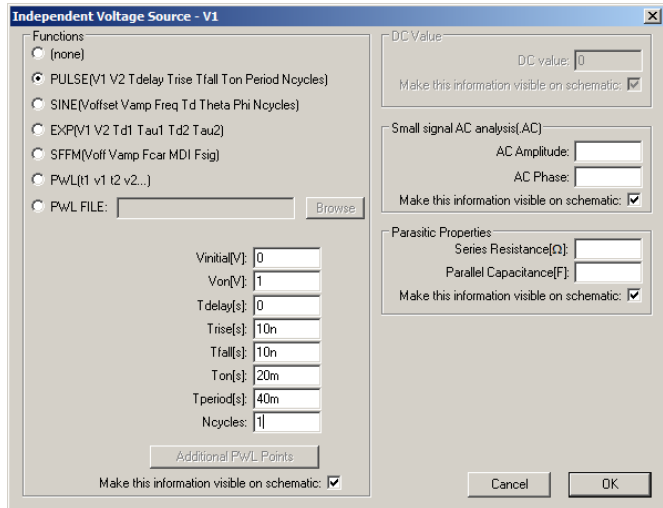 Independent Voltage Source - V1
Functions
(none)
PULSE(V1 V2 Tdelay Trise Tfall Ton Period Ncycles)
SINE(Voffset Vamp Freq Td Theta Phi Ncycles)
EXP(V1 V2 Td1 Tau1 Td2 Tau2)
SFFM(Voff Vamp Fcar MDI Fsig)
PWL(t1 v1 t2 v2...)
PWL FILE:
Browse
Vinitial[V]: 0
Von[V]: 1
Tdelay[s]: 0
Trise[s]: 10n
Tfall[s]: 10n
Ton[s]: 20m
Tperiod[s]: 40m
Ncycles: 1
Additional PWL Points
Make this information visible on schematic:
DC Value
DC value: 0
Make this information visible on schematic:
Small signal AC analysis(.AC)
AC Amplitude:
AC Phase:
Make this information visible on schematic:
Parasitic Properties
Series Resistance[Ω]:
Parallel Capacitance[F]:
Make this information visible on schematic:
Cancel
OK